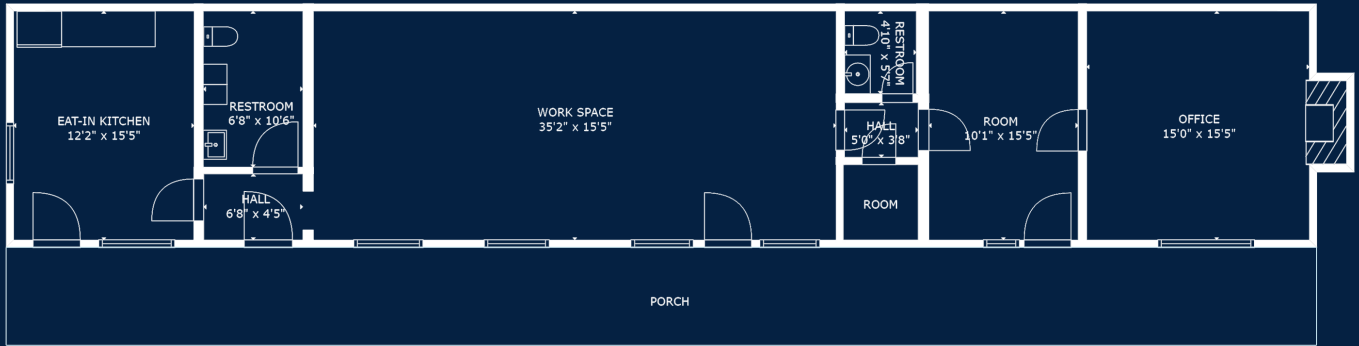 EAT-IN KITCHEN
12'2" x 15'5"
RESTROOM
6'8" x 10'6"
HALL
6'8" x 4'5"
WORK SPACE
35'2" x 15'5"
RESTROOM
4'10" x 5'7"
HALL
5'0" x 3'8"
ROOM
ROOM
10'1" x 15'5"
OFFICE
15'0" x 15'5"
PORCH